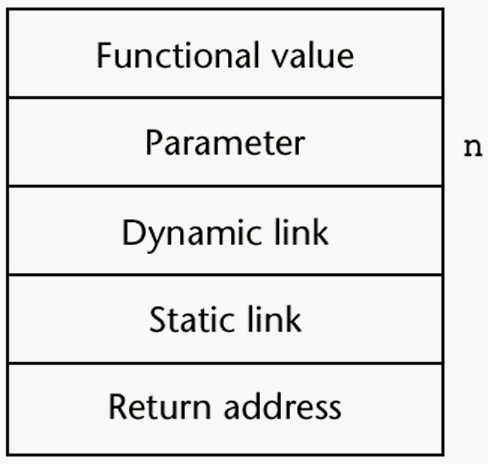 Functional value
Parameter n
Dynamic link
Static link
Return address